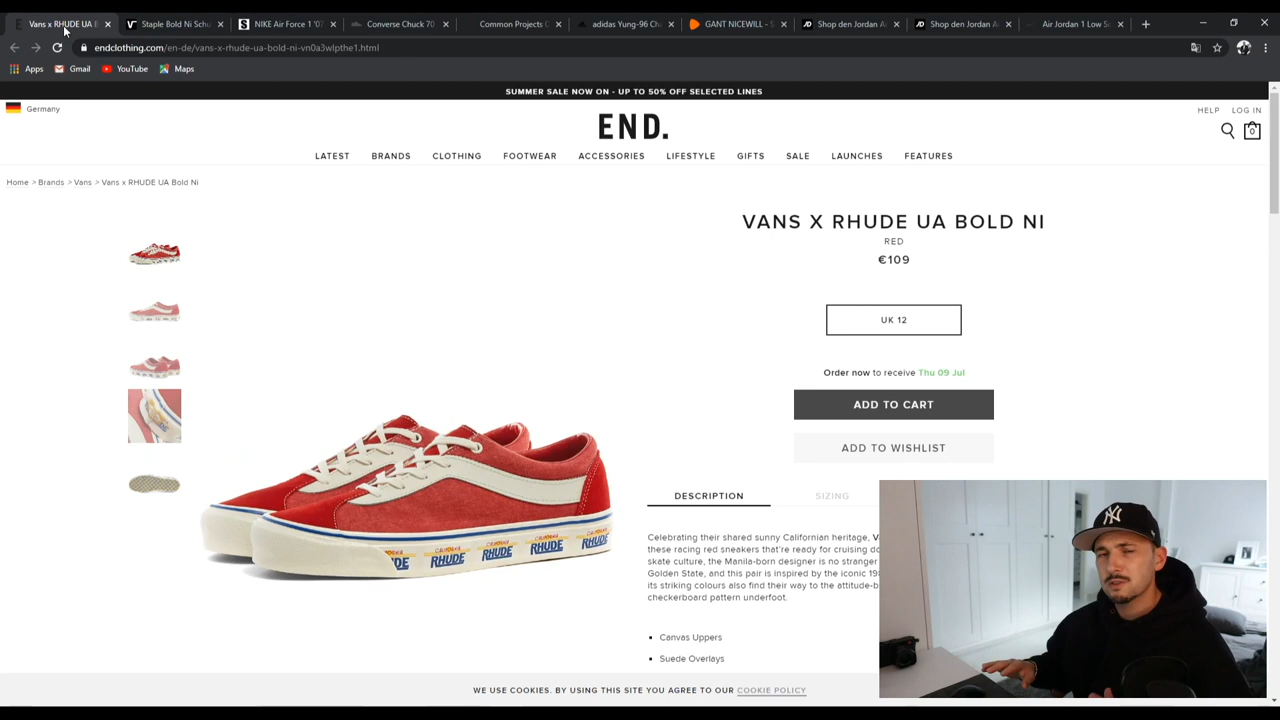 Vans x RHUDE UA B
Staple Bold Ni Schu
NIKE Air Force 1 '07
Converse Chuck 70
Common Projects
adidas Yung-96 Ch
GANT NICEWILL - S
Shop den Jordan A
Shop den Jordan A
Air Jordan 1 Low S
endclothing.com/en-de/vans-x-rhude-ua-bold-ni-vn0a3wlpthe1.html
Apps Gmail YouTube Maps
SUMMER SALE NOW ON - UP TO 50% OFF SELECTED LINES
Germany
HELP LOG IN
END.
0
LATEST BRANDS CLOTHING FOOTWEAR ACCESSORIES LIFESTYLE GIFTS SALE LAUNCHES FEATURES
Home > Brands > Vans > Vans x RHUDE UA Bold Ni
VANS X RHUDE UA BOLD NI
RED
€109
UK 12
Order now to receive Thu 09 Jul
ADD TO CART
ADD TO WISHLIST
DESCRIPTION SIZING
Celebrating their shared sunny Californian heritage, V
these racing red sneakers that're ready for cruising do
skate culture, the Manila-born designer is no stranger
Golden State, and this pair is inspired by the iconic 19
its striking colours also find their way to the attitude-b
checkerboard pattern underfoot.
Canvas Uppers
Suede Overlays
RHUDE RHUDE RHUDE RHUDE
NY
WE USE COOKIES. BY USING THIS SITE YOU AGREE TO OUR COOKIE POLICY